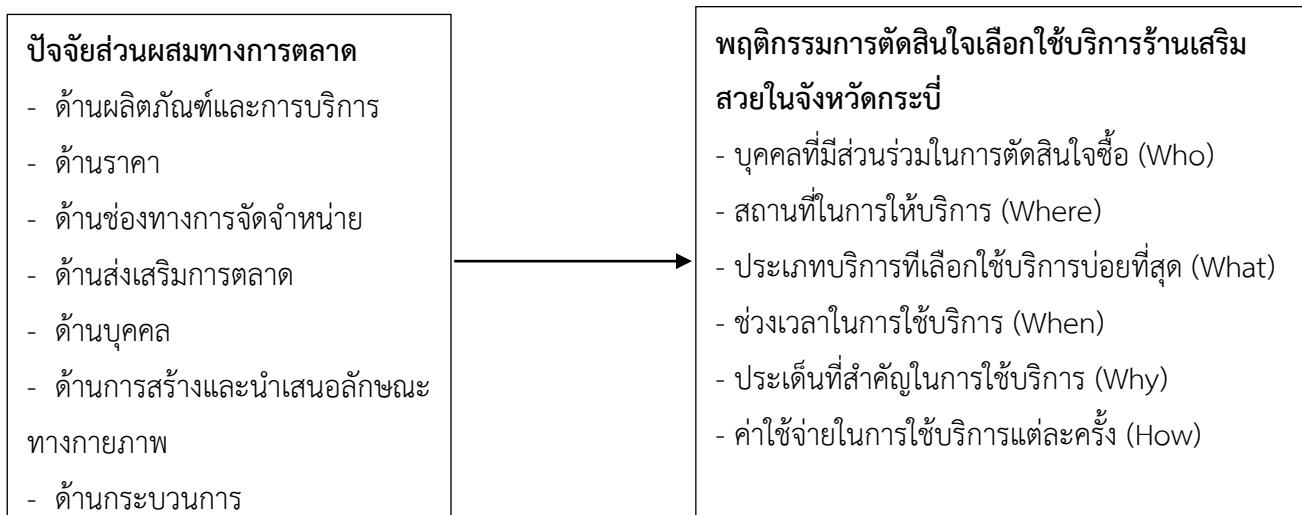 ปัจจัยส่วนผสมทางการตลาด
- ด้านผลิตภัณฑ์และการบริการ
- ด้านราคา
- ด้านช่องทางการจัดจำหน่าย
- ด้านส่งเสริมการตลาด
- ด้านบุคคล
- ด้านการสร้างและนำเสนอลักษณะ
ทางกายภาพ
- ด้านกระบวนการ
พฤติกรรมการตัดสินใจเลือกใช้บริการร้านเสริม
สวยในจังหวัดกระบี่
- บุคคลที่มีส่วนร่วมในการตัดสินใจซื้อ (Who)
- สถานที่ในการให้บริการ (Where)
- ประเภทบริการทีเลือกใช้บริการบ่อยที่สุด (What)
- ช่วงเวลาในการใช้บริการ (When)
- ประเด็นที่สำคัญในการใช้บริการ (Why)
- ค่าใช้จ่ายในการใช้บริการแต่ละครั้ง (How)